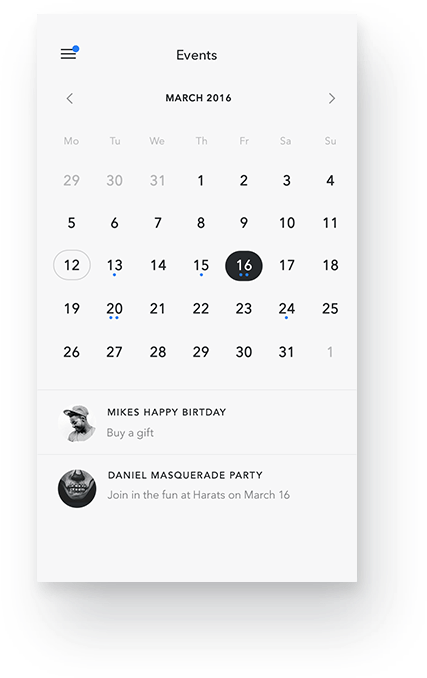 Events
MARCH 2016
Mo Tu We Th Fr Sa Su
29 30 31 1 2 3 4
5 6 7 8 9 10 11
12 13 14 15 16 17 18
19 20 21 22 23 24 25
26 27 28 29 30 31 1
MIKES HAPPY BIRTDAY
Buy a gift
DANIEL MASQUERADE PARTY
Join in the fun at Harats on March 16